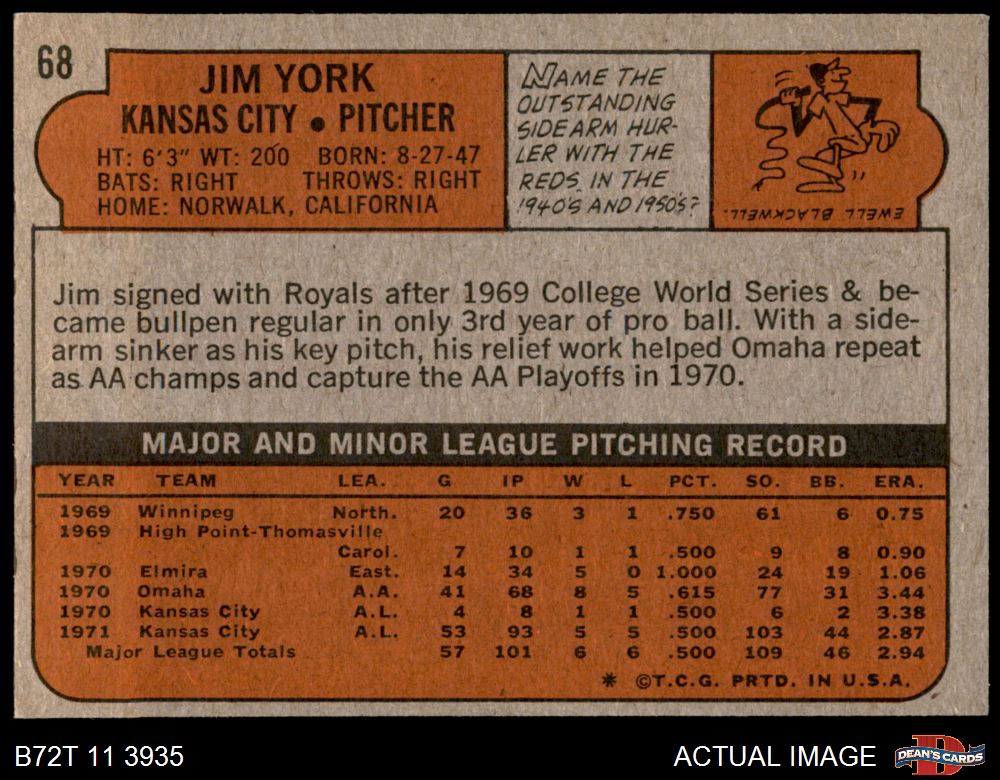 68
JIM YORK
KANSAS CITY • PITCHER
HT: 6'3" WT: 200 BORN: 8-27-47
BATS: RIGHT THROWS: RIGHT
HOME: NORWALK, CALIFORNIA
NAME THE
OUTSTANDING
SIDEARM HUR-
LER WITH THE
REDS IN THE
1940'S AND 1950'S?
EWELL BLACKWELL.
Jim signed with Royals after 1969 College World Series & be-
came bullpen regular in only 3rd year of pro ball. With a side-
arm sinker as his key pitch, his relief work helped Omaha repeat
as AA champs and capture the AA Playoffs in 1970.
MAJOR AND MINOR LEAGUE PITCHING RECORD
YEAR TEAM LEA. G IP W L PCT. SO. BB. ERA.
1969 Winnipeg North. 20 36 3 1 .750 61 6 0.75
1969 High Point-Thomasville
Carol. 7 10 1 1 .500 9 8 0.90
1970 Elmira East. 14 34 5 0 1.000 24 19 1.06
1970 Omaha A.A. 41 68 8 5 .615 77 31 3.44
1970 Kansas City A.L. 4 8 1 1 .500 6 2 3.38
1971 Kansas City A.L. 53 93 5 5 .500 103 44 2.87
Major League Totals 57 101 6 6 .500 109 46 2.94
* ©T.C.G. PRTD. IN U.S.A.
B72T 11 3935
ACTUAL IMAGE
D
DEAN'S CARDS